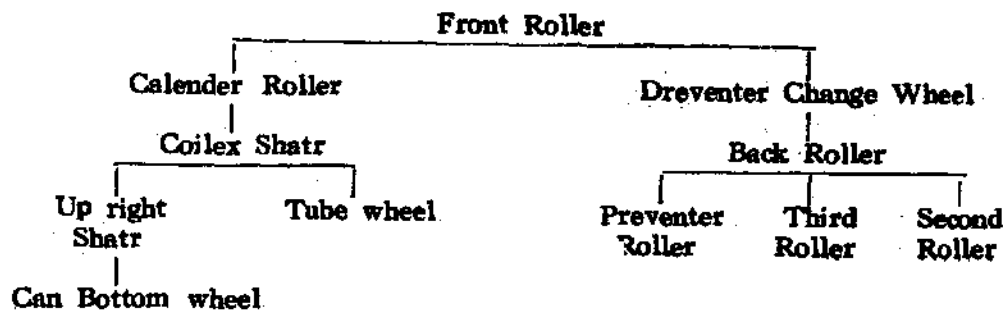 Front Roller
Calender Roller
Dreventer Change Wheel
Coilex Shatr
Back Roller
Up right
Shatr
Tube wheel
Preventer
Roller
Third
Roller
Second
Roller
Can Bottom wheel